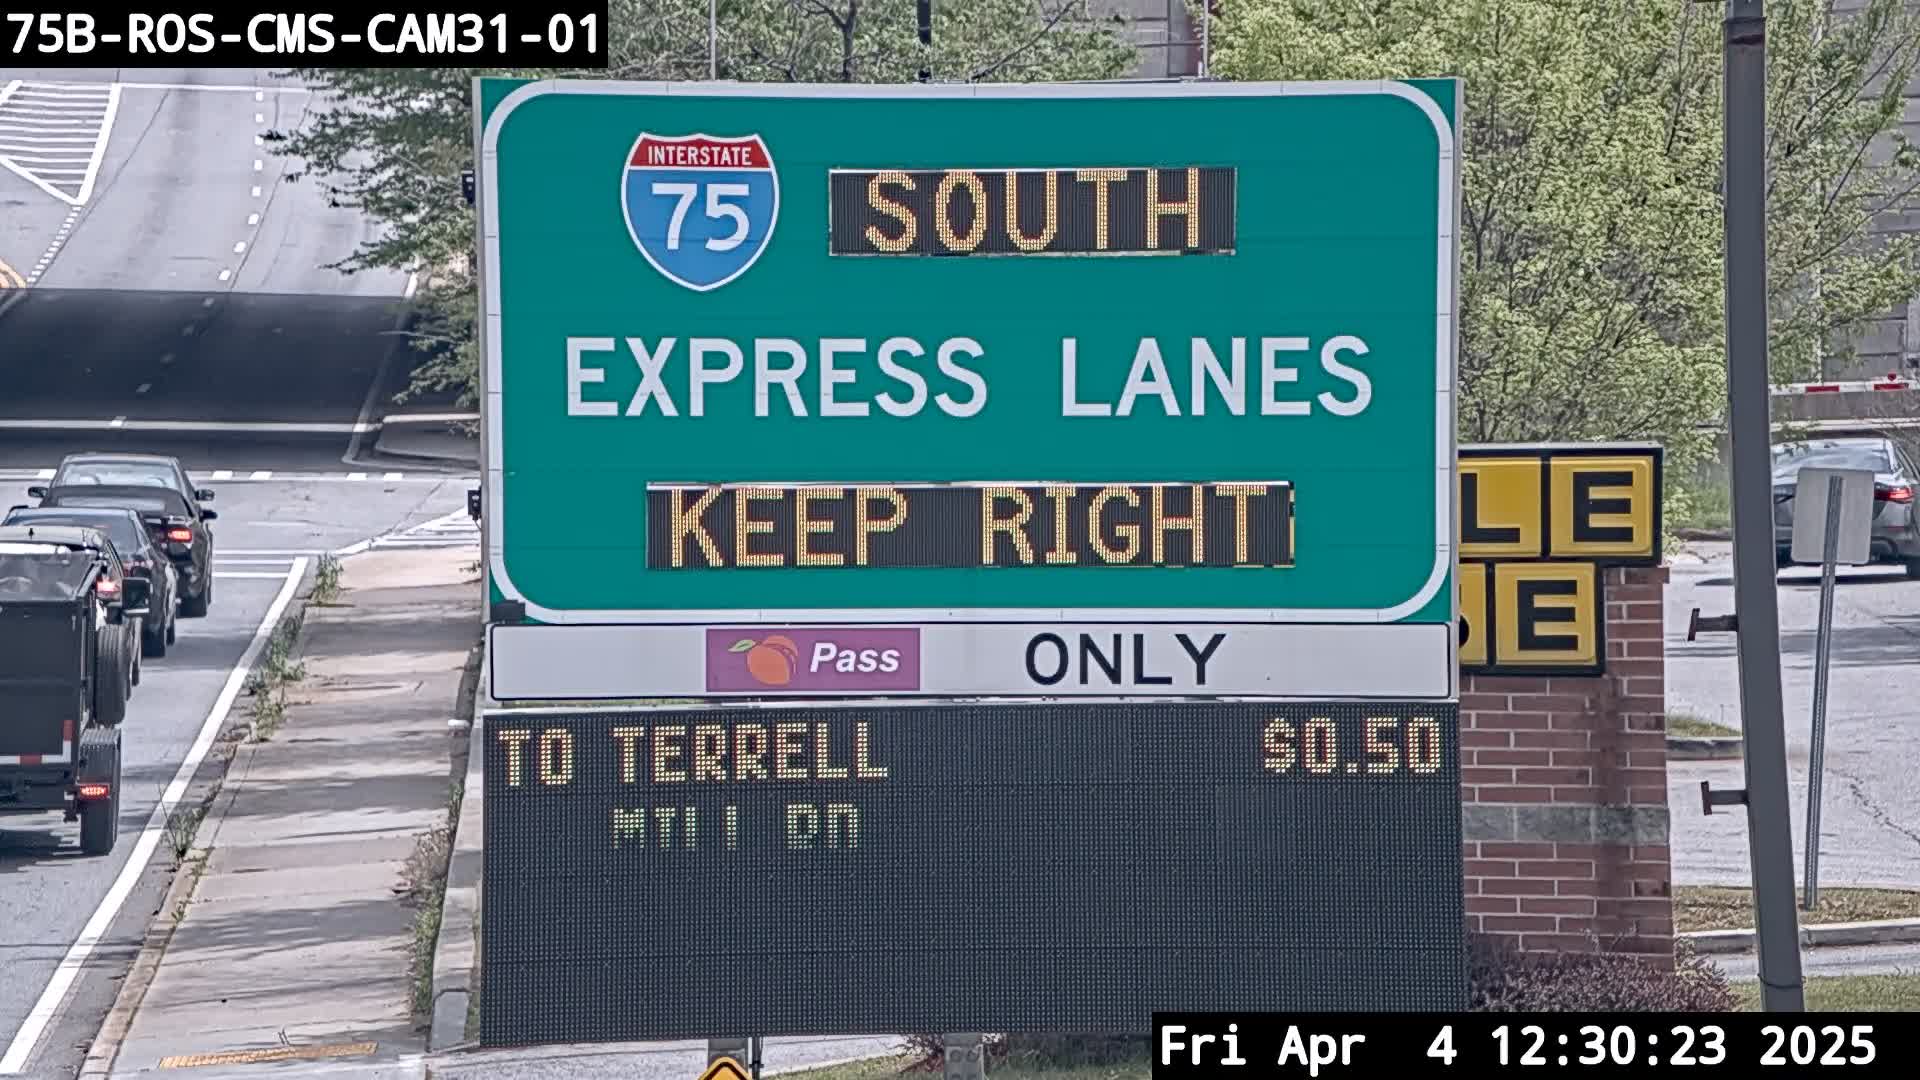 75B-ROS-CMS-CAM31-01
INTERSTATE
75
SOUTH
EXPRESS LANES
KEEP RIGHT
Pass ONLY
TO TERRELL $0.50
LE
E
Fri Apr 4 12:30:23 2025